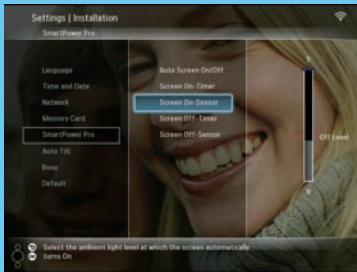 Settings | Installation
SmartPower Pro
Language
Time and Date
Network
Memory Card
SmartPower Pro
Auto Tilt
Beep
Default
Auto Screen On/Off
Screen On-Timer
Screen On-Sensor
Screen Off-Timer
Screen Off-Sensor
Off Level
Select the ambient light level at which the screen automatically
turns On.